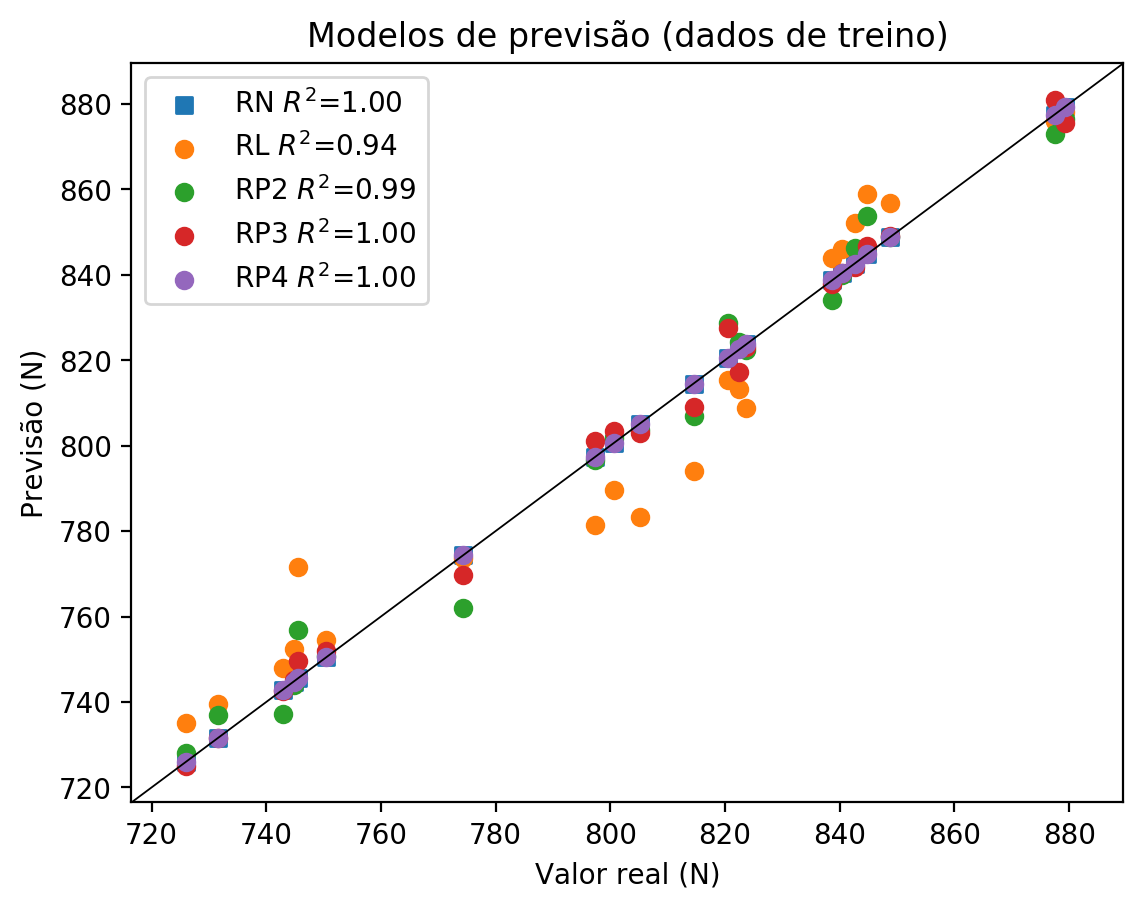 Modelos de previsão (dados de treino)
RN R²=1.00
RL R²=0.94
RP2 R²=0.99
RP3 R²=1.00
RP4 R²=1.00
Previsão (N)
880
860
840
820
800
780
760
740
720
720 740 760 780 800 820 840 860 880
Valor real (N)